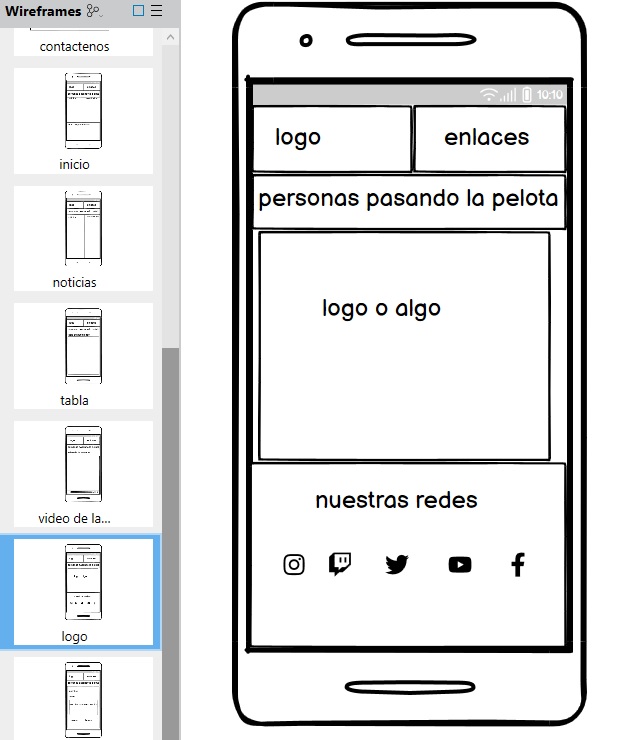 Wireframes
contactenos
inicio
noticias
tabla
video de la...
logo
10:10
logo
enlaces
personas pasando la pelota
logo o algo
nuestras redes